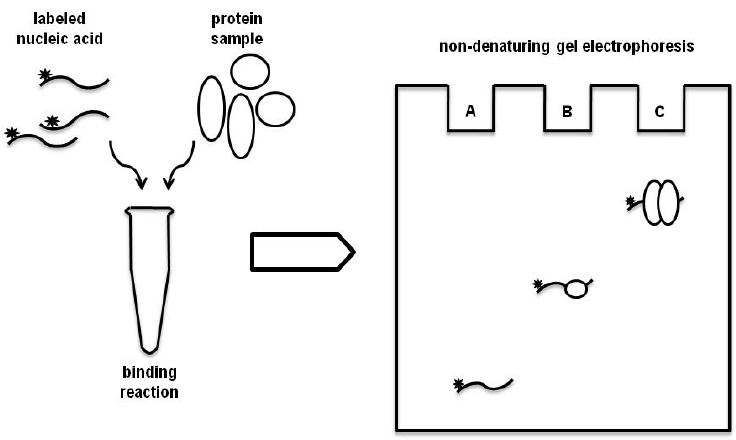 labeled
nucleic acid
protein
sample
non-denaturing gel electrophoresis
A
B
C
binding
reaction